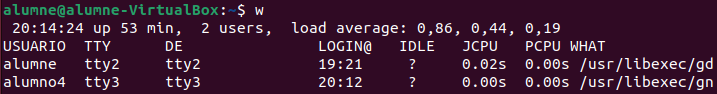 alumne@alumne-VirtualBox:~$ w
 20:14:24 up 53 min,  2 users,  load average: 0,86, 0,44, 0,19
USUARIO  TTY      DE               LOGIN@   IDLE   JCPU   PCPU WHAT
alumne   tty2     tty2             19:21    ?      0.02s  0.00s /usr/libexec/gd
alumno4  tty3     tty3             20:12    ?      0.00s  0.00s /usr/libexec/gn